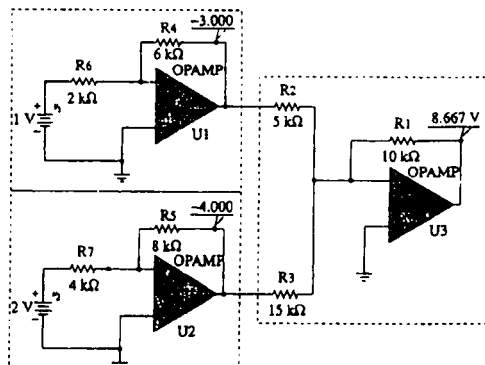 R4
−3.000
6 kΩ
R6
OPAMP
2 kΩ
+
1 V
−
U1
R2
5 kΩ
R1
8.667 V
10 kΩ
OPAMP
U3
R5
−4.000
8 kΩ
R7
OPAMP
4 kΩ
+
2 V
−
U2
R3
15 kΩ